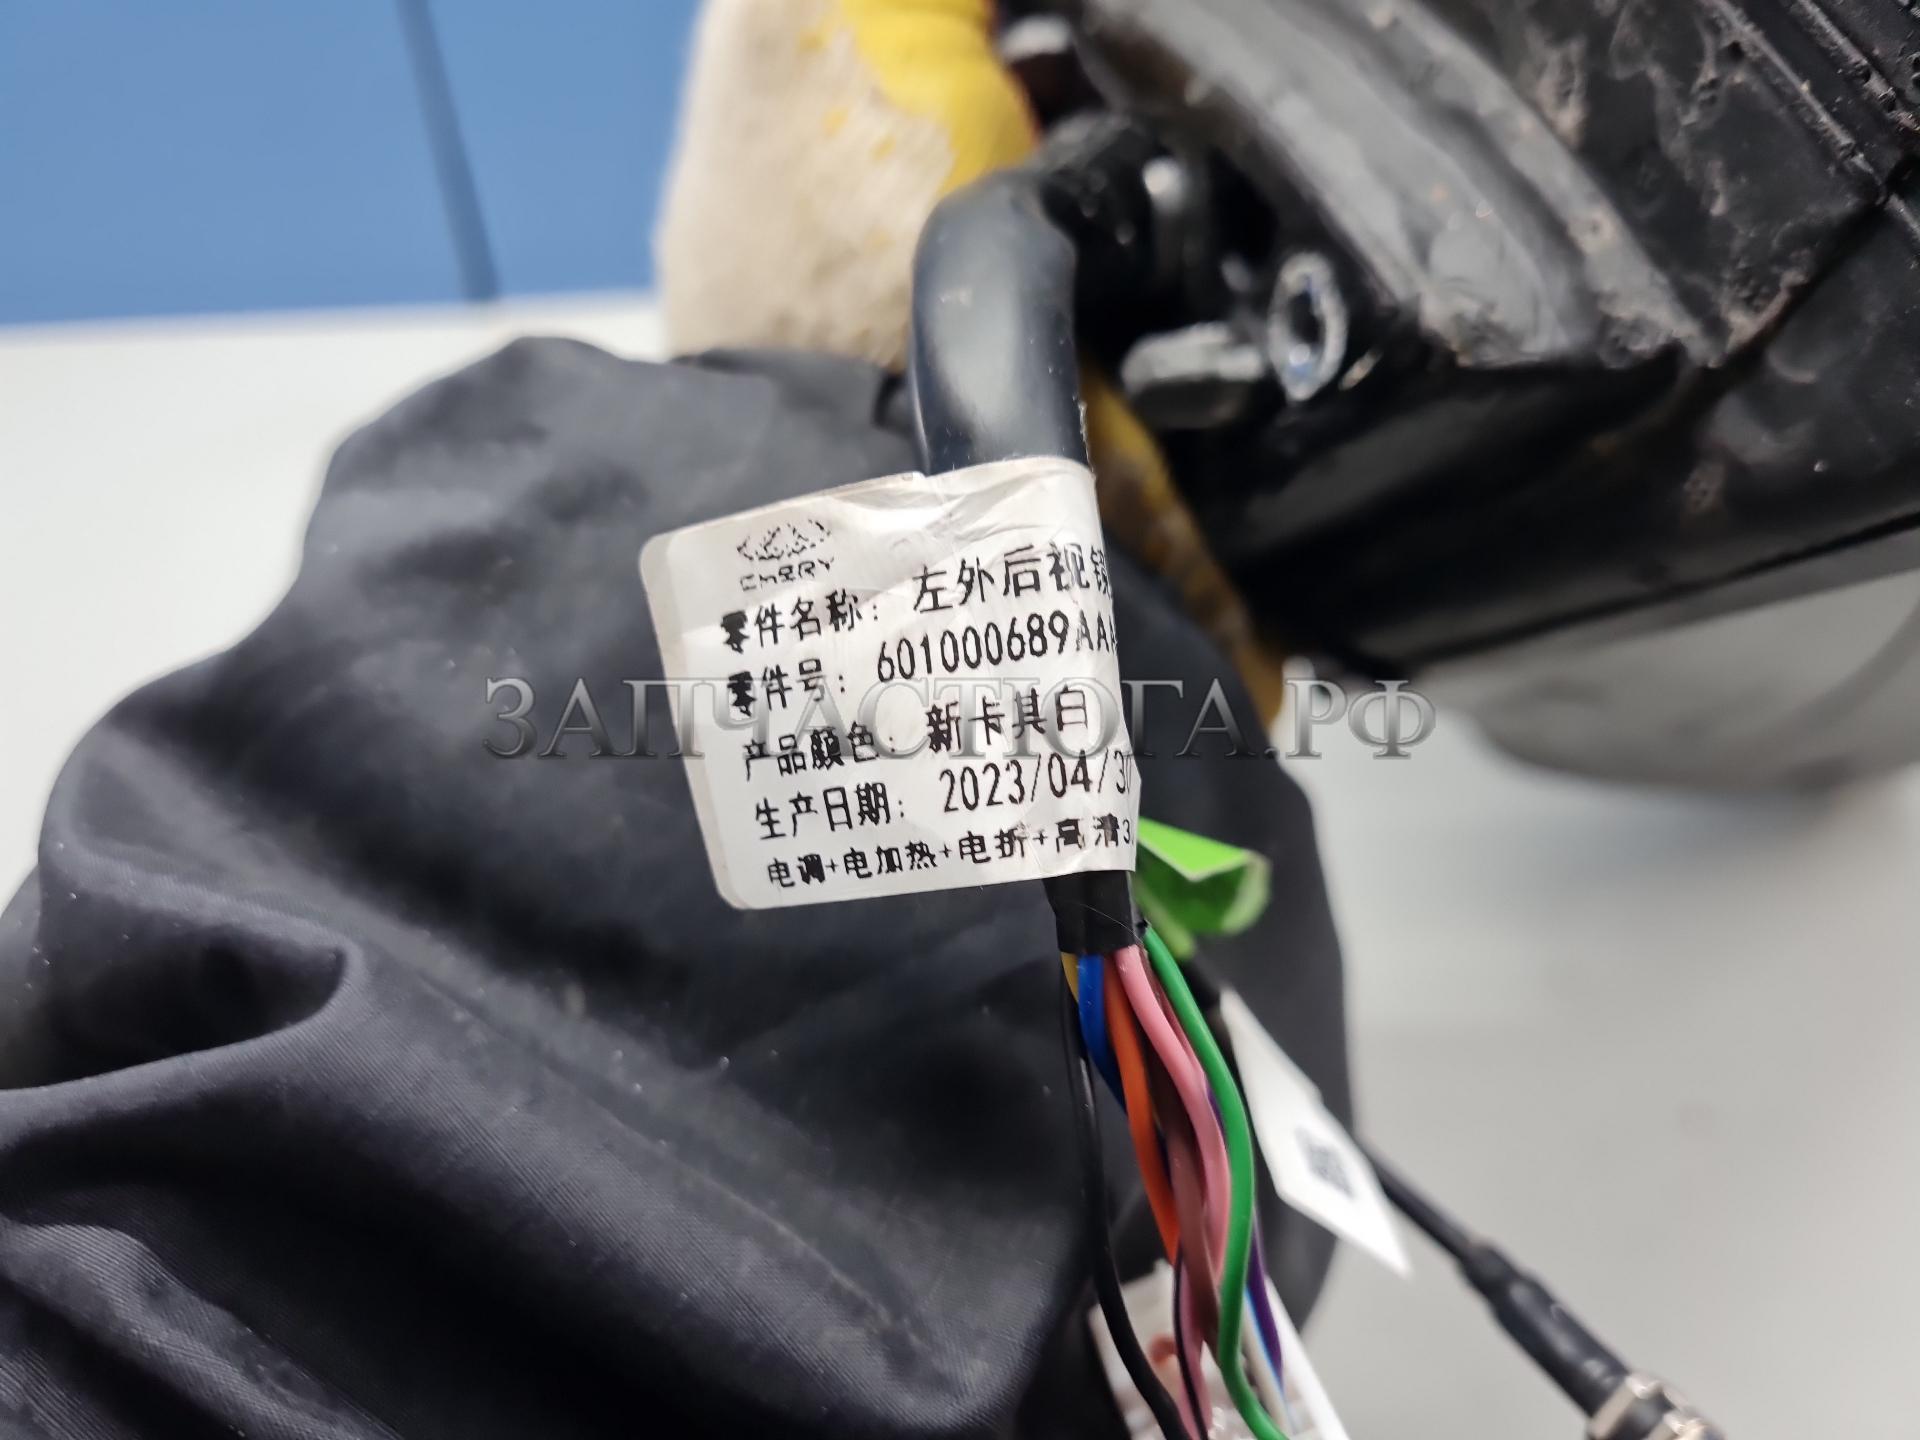 CHERY
零件名称: 左外后视镜
零件号: 601000689AAA
ЗАПЧАСТЮГА.РФ
产品颜色: 新卡其白
生产日期: 2023/04/30
电调+电加热+电折+高清3